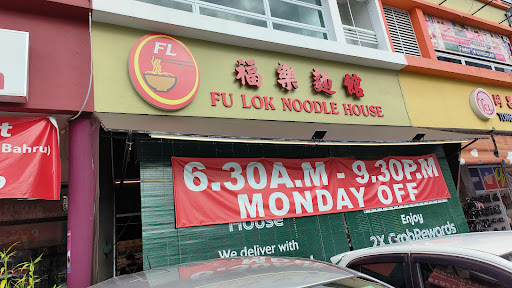 FL
福樂麵館
FU LOK NOODLE HOUSE
Bahru)
6.30A.M - 9.30P.M
MONDAY OFF
House
We deliver with
Enjoy
2X GrabRewards